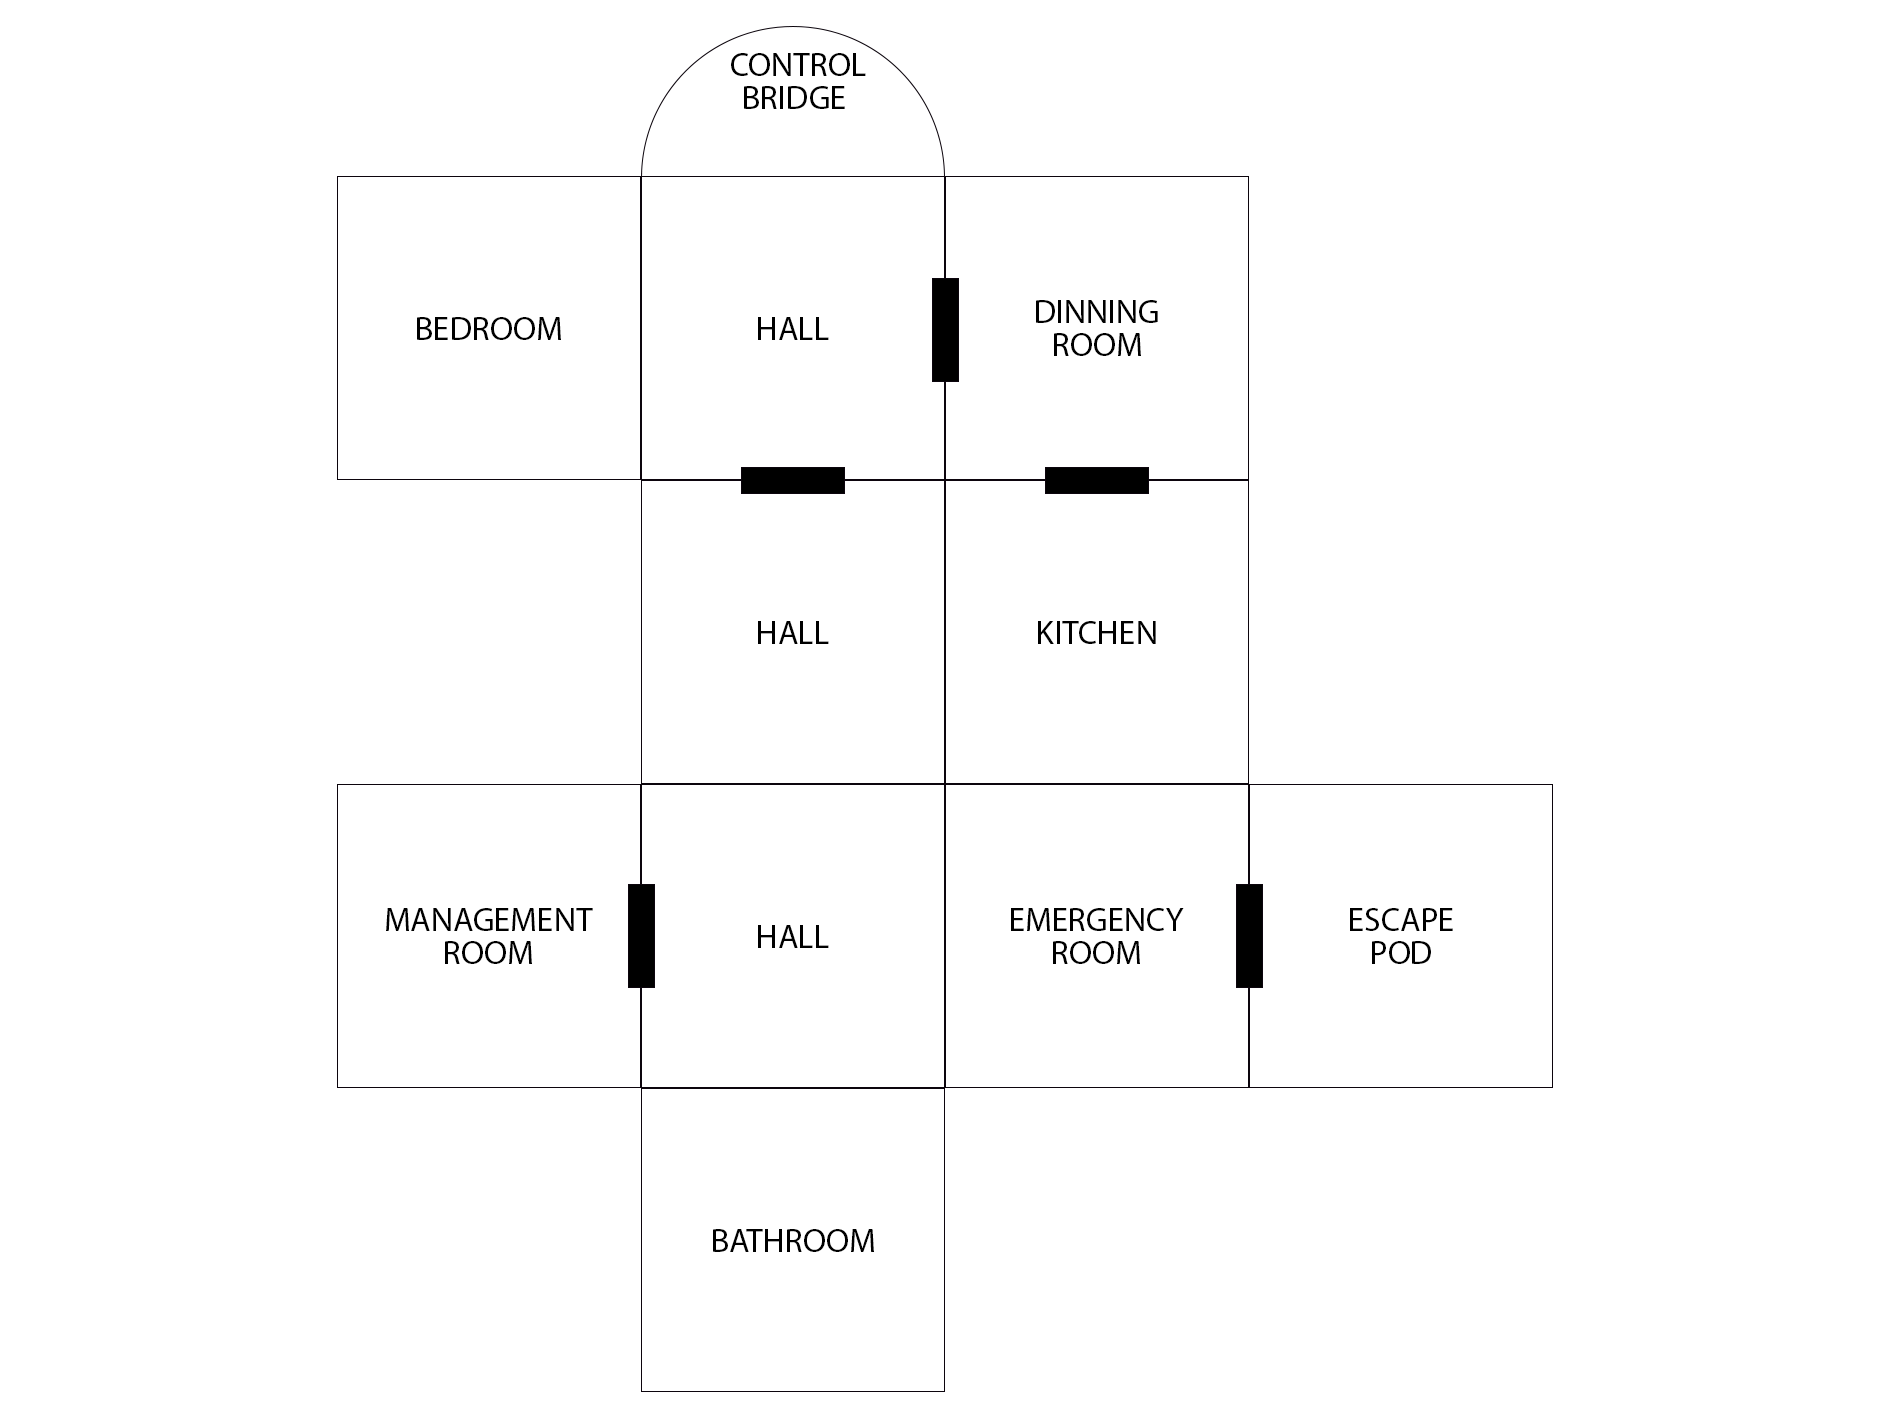 CONTROL
BRIDGE
BEDROOM
HALL
DINNING
ROOM
HALL
KITCHEN
MANAGEMENT
ROOM
HALL
EMERGENCY
ROOM
ESCAPE
POD
BATHROOM